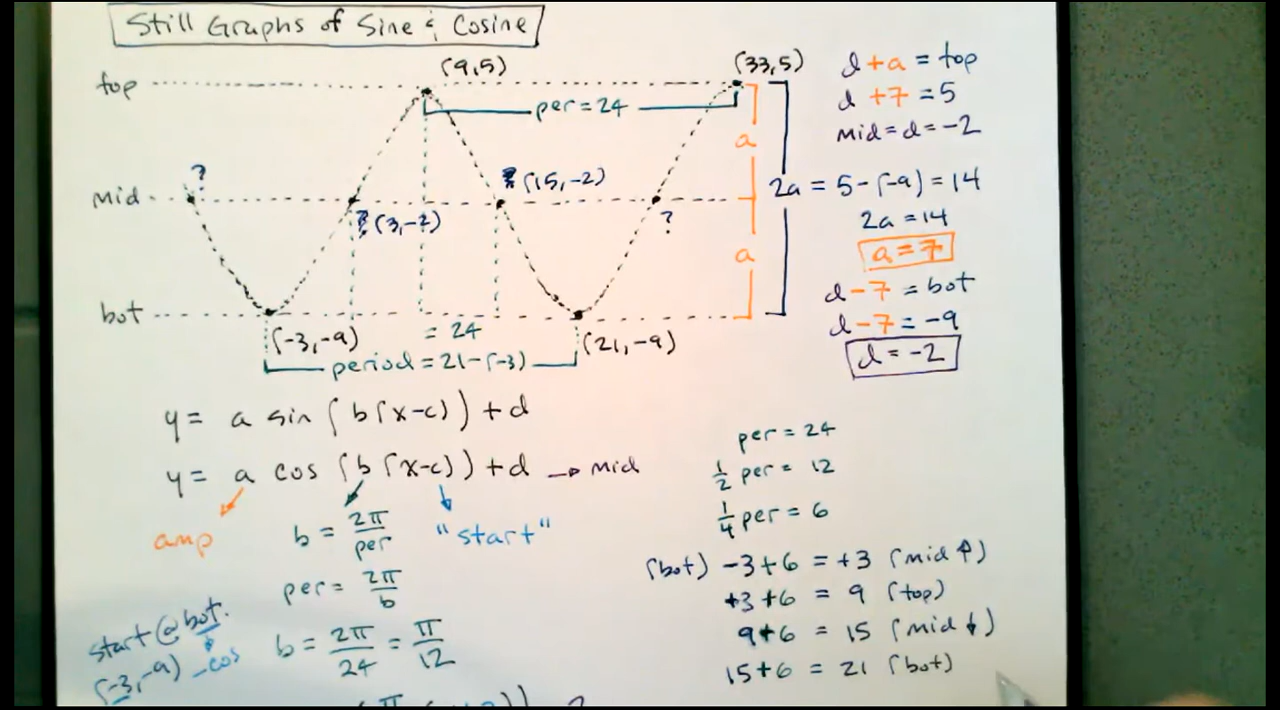 Still Graphs of Sine & Cosine
top
(9,5)
(33,5)
per = 24
mid
?
(3,-2)
(15,-2)
?
a
a
bot
(-3,-9)
= 24
(21,-9)
period = 21-(-3)
d+a = top
d+7 = 5
mid = d = -2
2a = 5-(-9) = 14
2a = 14
a = 7
d-7 = bot
d-7 = -9
d = -2
y = a sin(b(x-c))+d
y = a cos(b(x-c))+d → mid
amp
b = 2π/per
"start"
per = 2π/b
b = 2π/24 = π/12
start @ bot.
(-3,-9) -cos
per = 24
1/2 per = 12
1/4 per = 6
(bot) -3+6 = +3 (mid ↑)
+3+6 = 9 (top)
9+6 = 15 (mid ↓)
15+6 = 21 (bot)